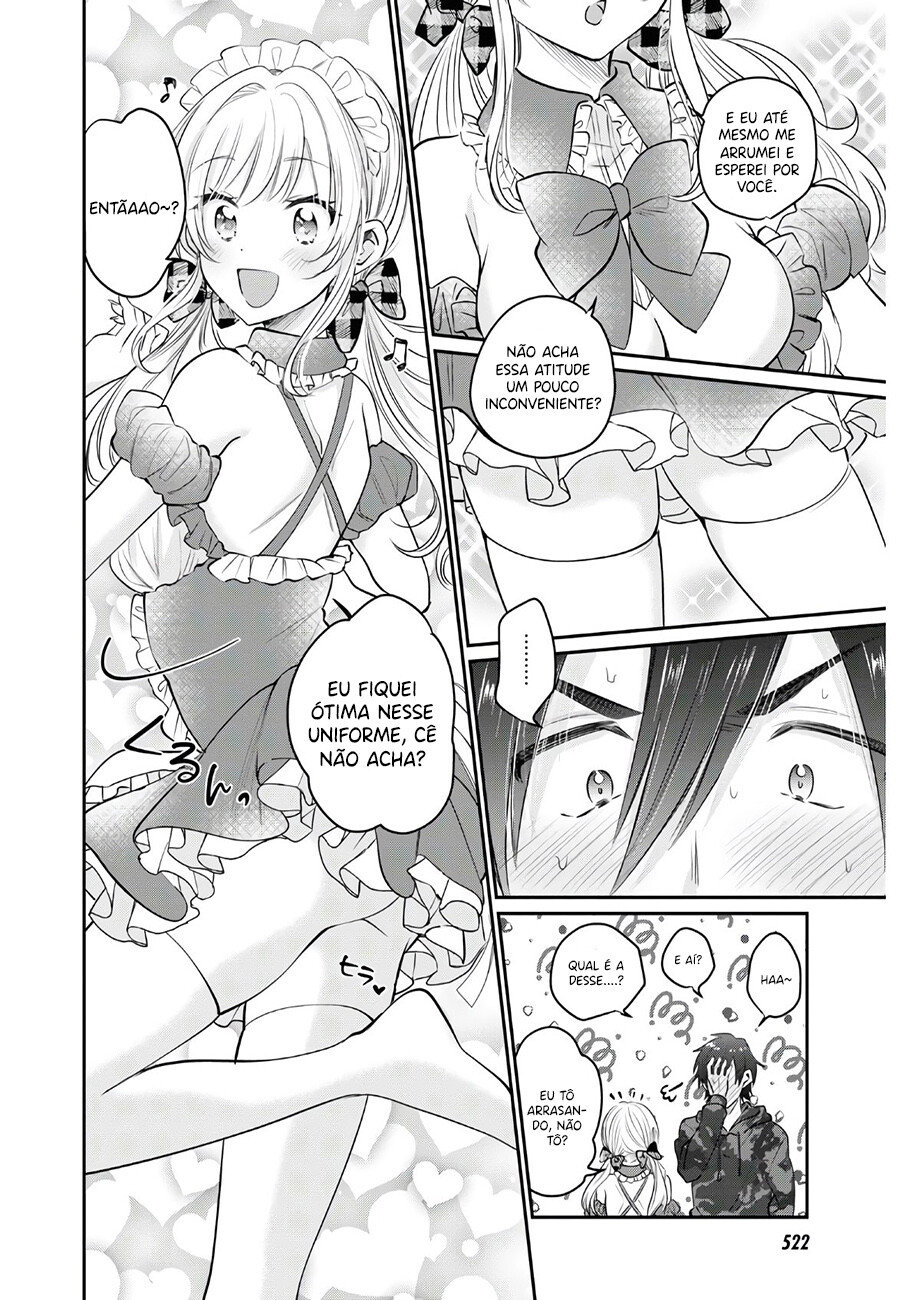 E EU ATÉ
MESMO ME
ARRUMEI E
ESPEREI POR
VOCÊ.
NÃO ACHA
ESSA ATITUDE
UM POUCO
INCONVENIENTE?
..........
ENTÃAAO~?
EU FIQUEI
ÓTIMA NESSE
UNIFORME, CÊ
NÃO ACHA?
くるんっ
ヒラ♥
HAA~
E AÍ?
QUAL É A
DESSE....?
EU TÔ
ARRASAN-
DO, NÃO
TÔ?
522